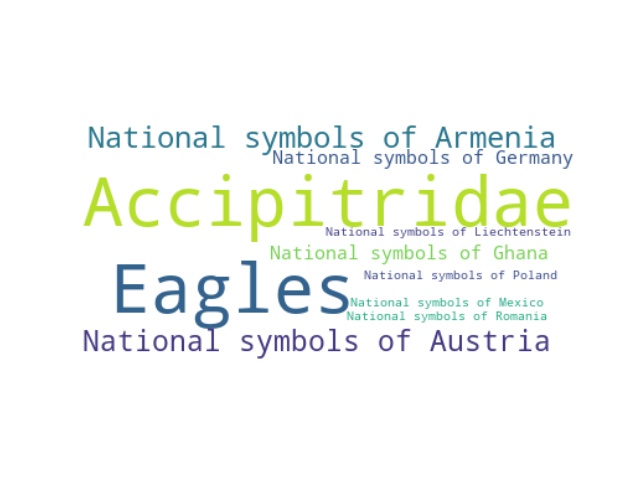 National symbols of Armenia
National symbols of Germany
Accipitridae
National symbols of Liechtenstein
National symbols of Ghana
Eagles
National symbols of Poland
National symbols of Mexico
National symbols of Romania
National symbols of Austria